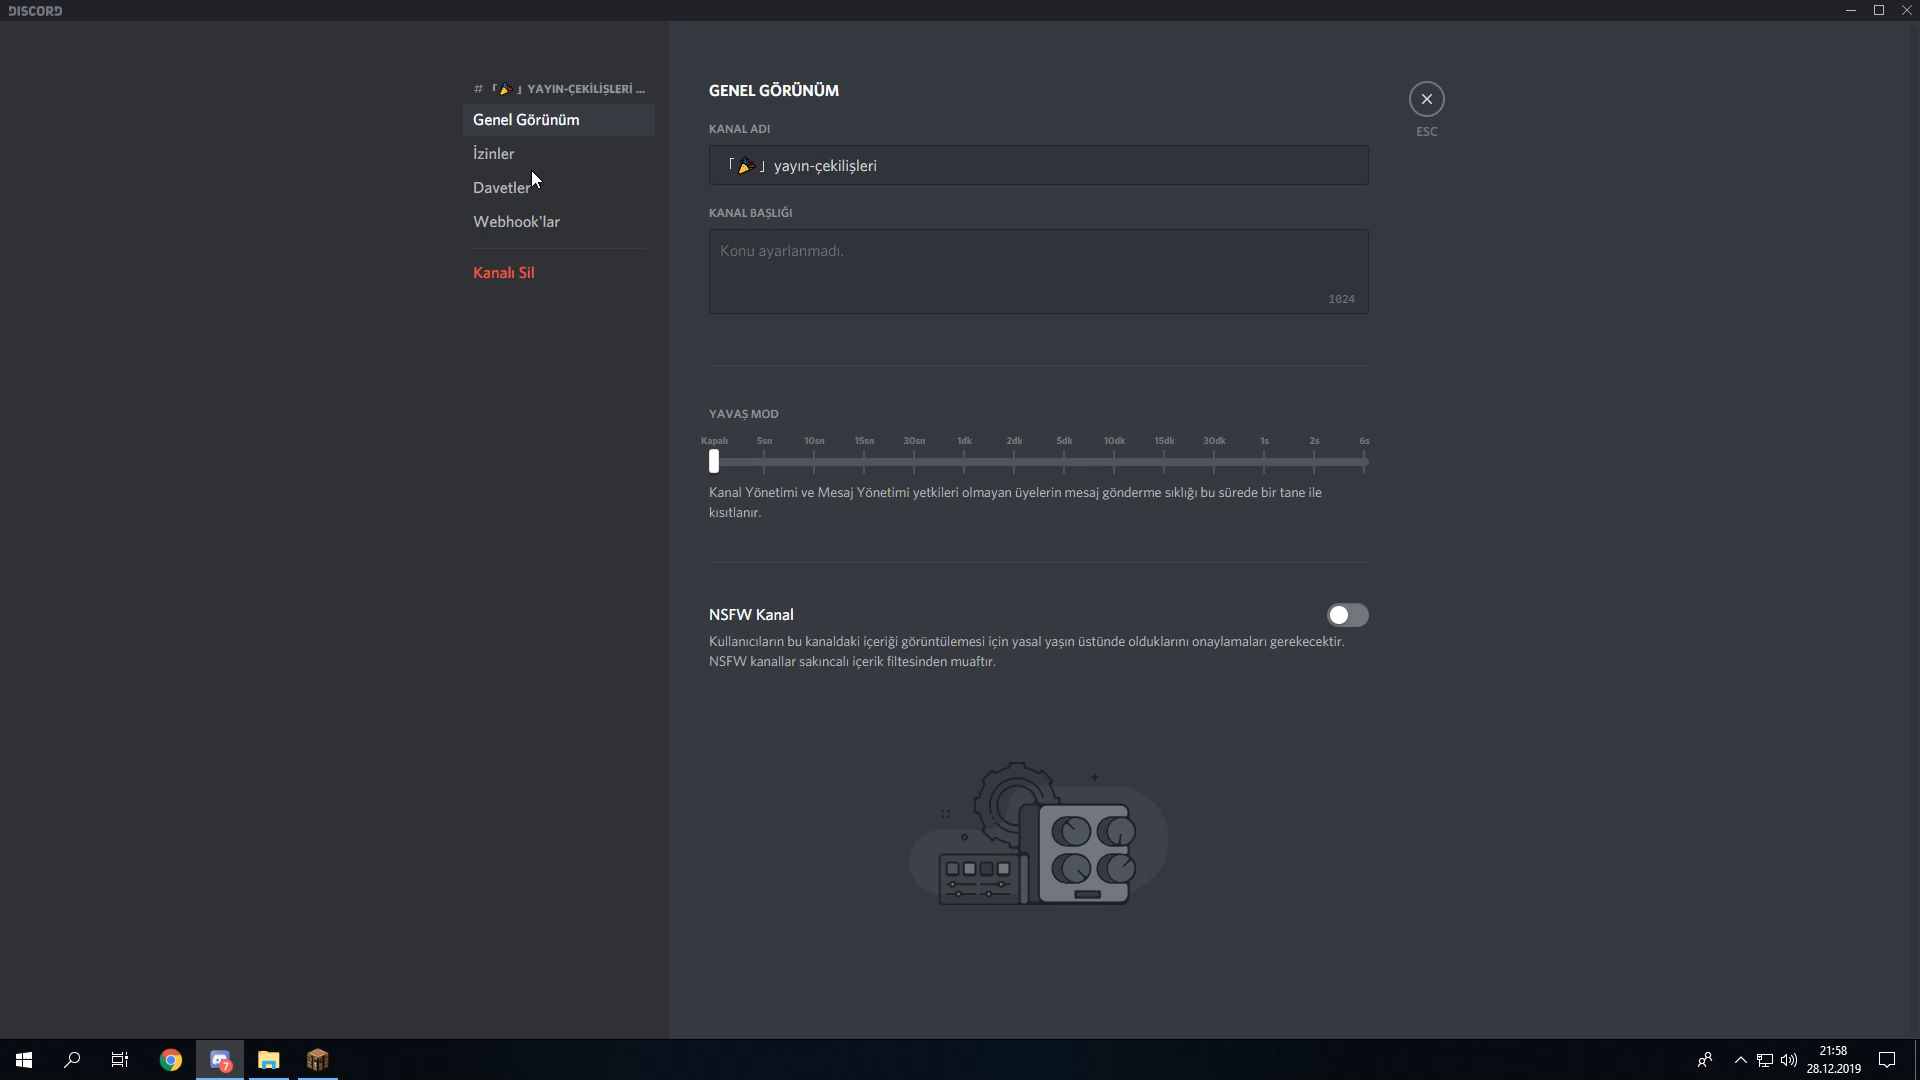 DISCORD
# 「🎉」 YAYIN-ÇEKİLİŞLERİ ...
Genel Görünüm
İzinler
Davetler
Webhook'lar
Kanalı Sil
GENEL GÖRÜNÜM
KANAL ADI
「🎉」 yayın-çekilişleri
KANAL BAŞLIĞI
Konu ayarlanmadı.
1024
ESC
YAVAŞ MOD
Kapalı 5sn 10sn 15sn 30sn 1dk 2dk 5dk 10dk 15dk 30dk 1s 2s 6s
Kanal Yönetimi ve Mesaj Yönetimi yetkileri olmayan üyelerin mesaj gönderme sıklığı bu sürede bir tane ile
kısıtlanır.
NSFW Kanal
Kullanıcıların bu kanaldaki içeriği görüntülemesi için yasal yaşın üstünde olduklarını onaylamaları gerekecektir.
NSFW kanallar sakıncalı içerik filtesinden muaftır.
7
21:58
28.12.2019